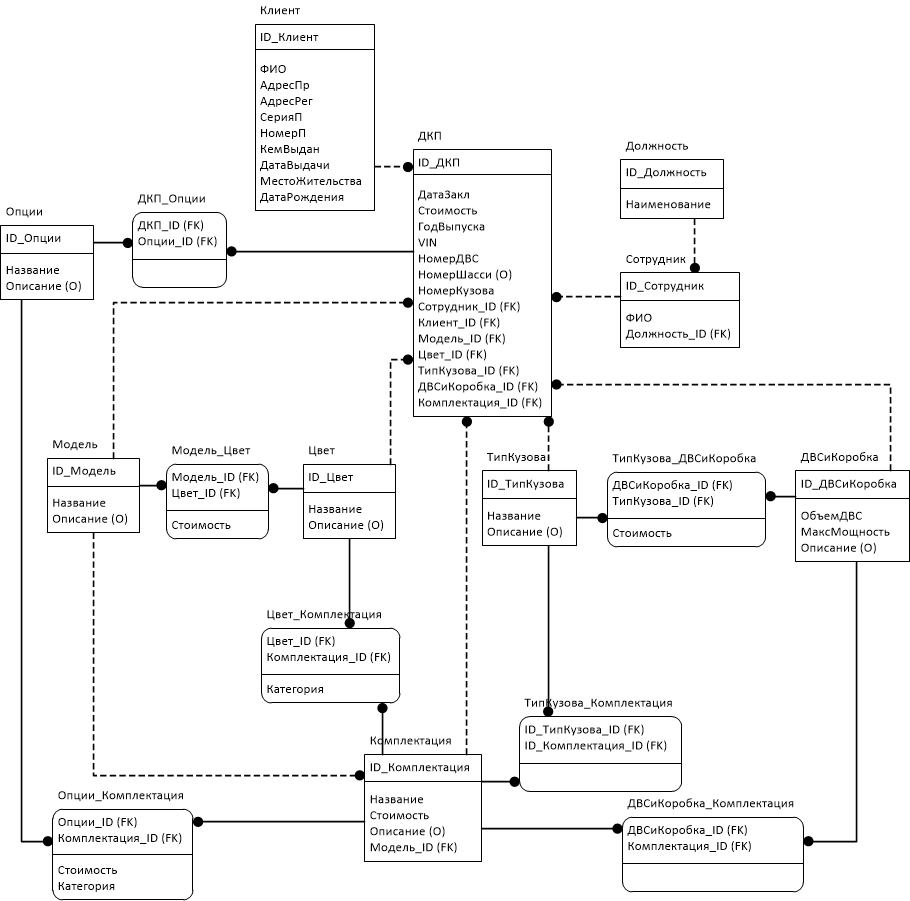 Клиент
ID_Клиент
ФИО
АдресПр
АдресРег
СерияП
НомерП
КемВыдан
ДатаВыдачи
МестоЖительства
ДатаРождения
ДКП
ID_ДКП
ДатаЗакл
Стоимость
ГодВыпуска
VIN
НомерДВС
НомерШасси (O)
НомерКузова
Сотрудник_ID (FK)
Клиент_ID (FK)
Модель_ID (FK)
Цвет_ID (FK)
ТипКузова_ID (FK)
ДВСиКоробка_ID (FK)
Комплектация_ID (FK)
Должность
ID_Должность
Наименование
Сотрудник
ID_Сотрудник
ФИО
Должность_ID (FK)
Опции
ID_Опции
Название
Описание (O)
ДКП_Опции
ДКП_ID (FK)
Опции_ID (FK)
Модель
ID_Модель
Название
Описание (O)
Модель_Цвет
Модель_ID (FK)
Цвет_ID (FK)
Стоимость
Цвет
ID_Цвет
Название
Описание (O)
ТипКузова
ID_ТипКузова
Название
Описание (O)
ТипКузова_ДВСиКоробка
ДВСиКоробка_ID (FK)
ТипКузова_ID (FK)
Стоимость
ДВСиКоробка
ID_ДВСиКоробка
ОбъемДВС
МаксМощность
Описание (O)
Цвет_Комплектация
Цвет_ID (FK)
Комплектация_ID (FK)
Категория
ТипКузова_Комплектация
ID_ТипКузова_ID (FK)
ID_Комплектация_ID (FK)
Комплектация
ID_Комплектация
Название
Стоимость
Описание (O)
Модель_ID (FK)
Опции_Комплектация
Опции_ID (FK)
Комплектация_ID (FK)
Стоимость
Категория
ДВСиКоробка_Комплектация
ДВСиКоробка_ID (FK)
Комплектация_ID (FK)